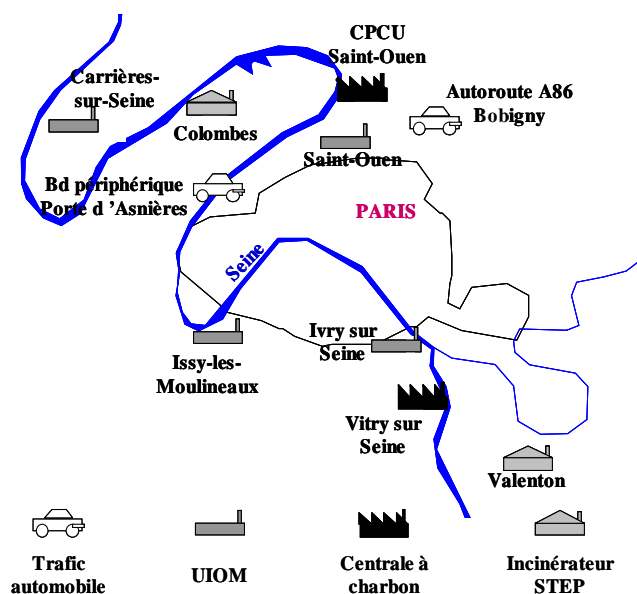 CPCU
Saint-Ouen
Carrières-
sur-Seine
Autoroute A86
Bobigny
Colombes
Saint-Ouen
Bd périphérique
Porte d ’Asnières
PARIS
Seine
Ivry sur
Seine
Issy-les-
Moulineaux
Vitry sur
Seine
Valenton
Trafic
automobile
UIOM
Centrale à
charbon
Incinérateur
STEP